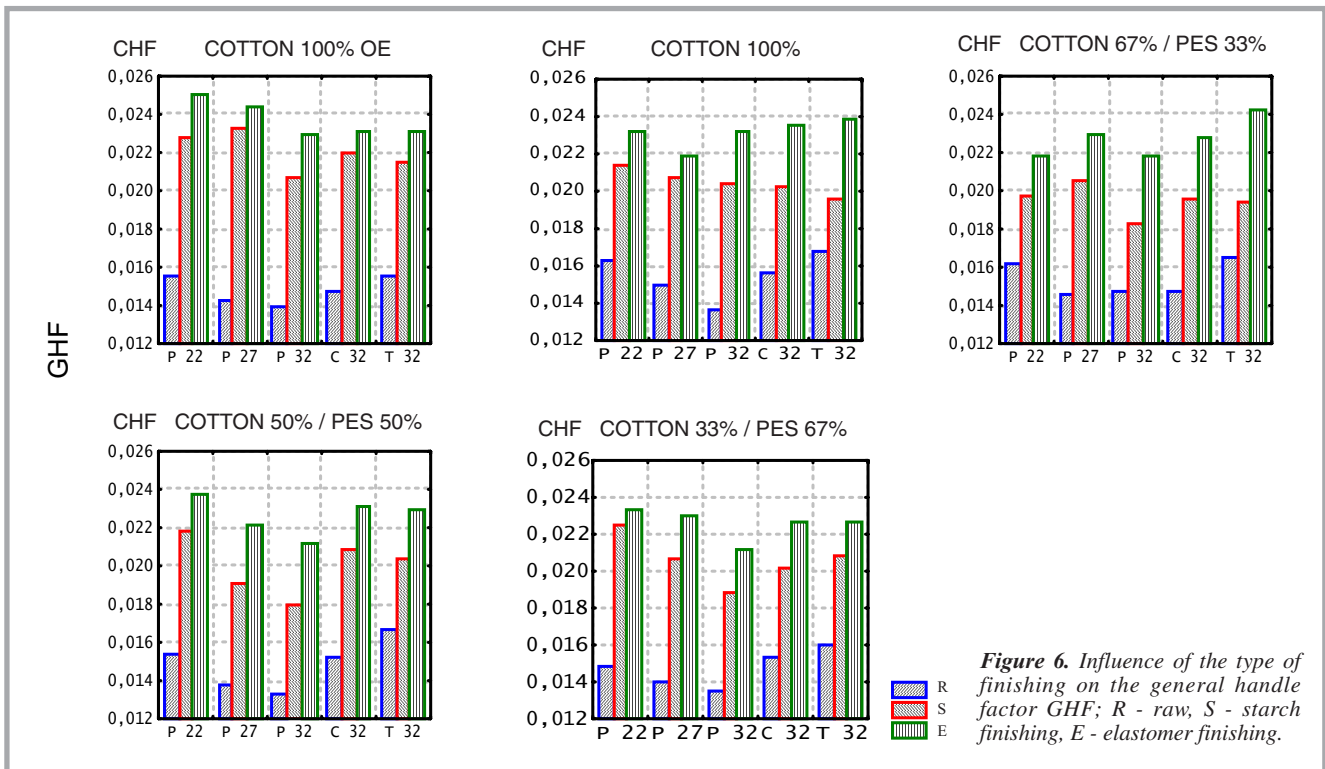 CHF COTTON 100% OE
0,026
0,024
0,022
0,020
0,018
0,016
0,014
0,012
P 22 P 27 P 32 C 32 T 32
CHF COTTON 100%
0,026
0,024
0,022
0,020
0,018
0,016
0,014
0,012
P 22 P 27 P 32 C 32 T 32
CHF COTTON 67% / PES 33%
0,026
0,024
0,022
0,020
0,018
0,016
0,014
0,012
P 22 P 27 P 32 C 32 T 32
GHF
CHF COTTON 50% / PES 50%
0,026
0,024
0,022
0,020
0,018
0,016
0,014
0,012
P 22 P 27 P 32 C 32 T 32
CHF COTTON 33% / PES 67%
0,026
0,024
0,022
0,020
0,018
0,016
0,014
0,012
P 22 P 27 P 32 C 32 T 32
R
S
E
Figure 6. Influence of the type of
finishing on the general handle
factor GHF; R - raw, S - starch
finishing, E - elastomer finishing.